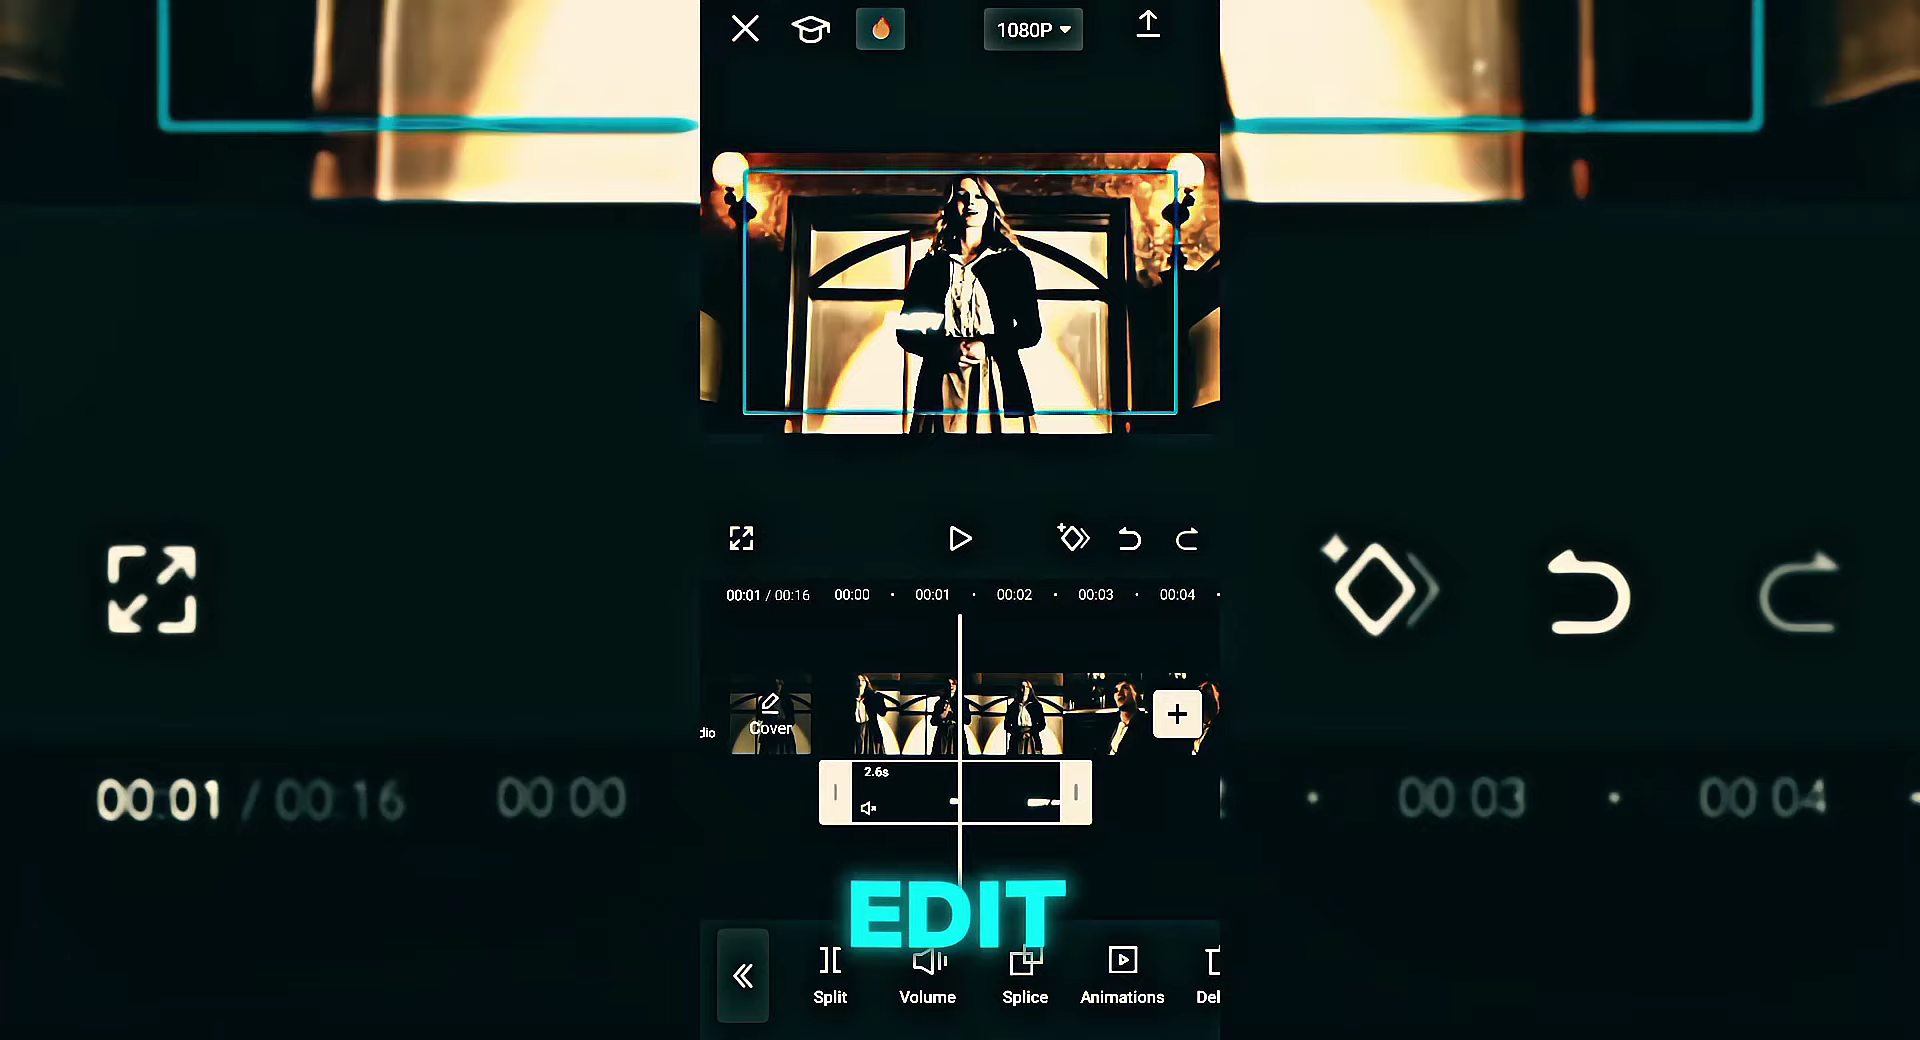 1080P
00:01 / 00:16 00:00 00:01 00:02 00:03 00:04
dio
Cover
2.6s
EDIT
Split Volume Splice Animations Del
00:01 / 00:16 00:00 00:03 00:04